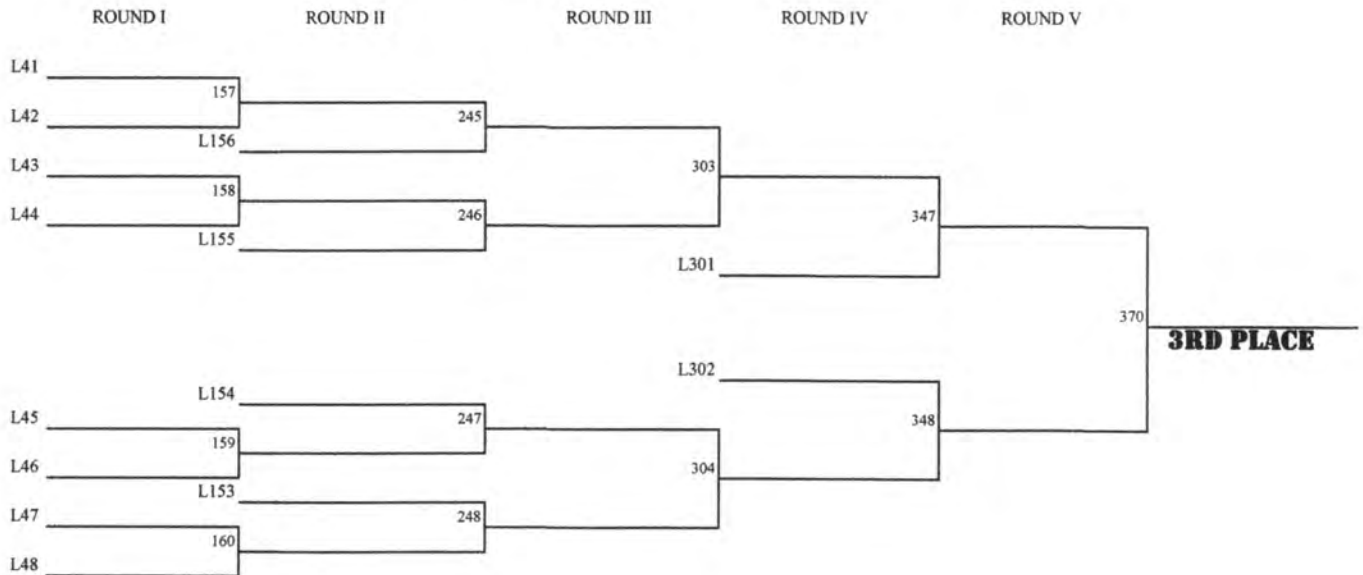 ROUND I ROUND II ROUND III ROUND IV ROUND V
L41
157
L42
245
L156
L43
303
158
L44
246
347
L155
L301
370
3RD PLACE
L302
L154
L45
247
348
159
L46
304
L153
L47
248
160
L48